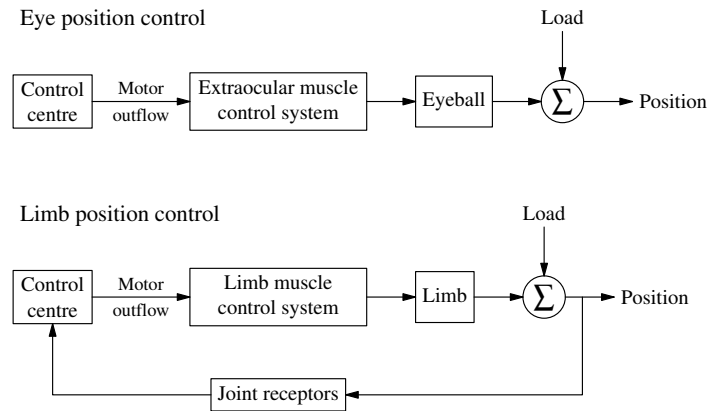 Eye position control
Load
Control
centre
Motor
outflow
Extraocular muscle
control system
Eyeball
Σ
Position
Limb position control
Load
Control
centre
Motor
outflow
Limb muscle
control system
Limb
Σ
Position
Joint receptors